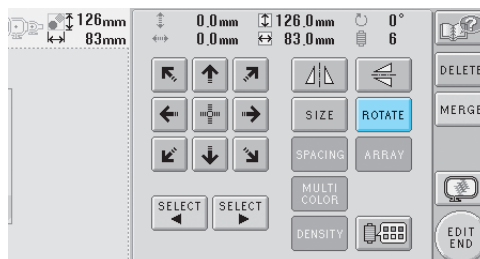 126mm 0.0mm 126.0mm 0°
83mm 0.0mm 83.0mm 6
DELETE
SIZE ROTATE MERGE
SPACING ARRAY
MULTI
COLOR
SELECT SELECT
DENSITY
EDIT
END